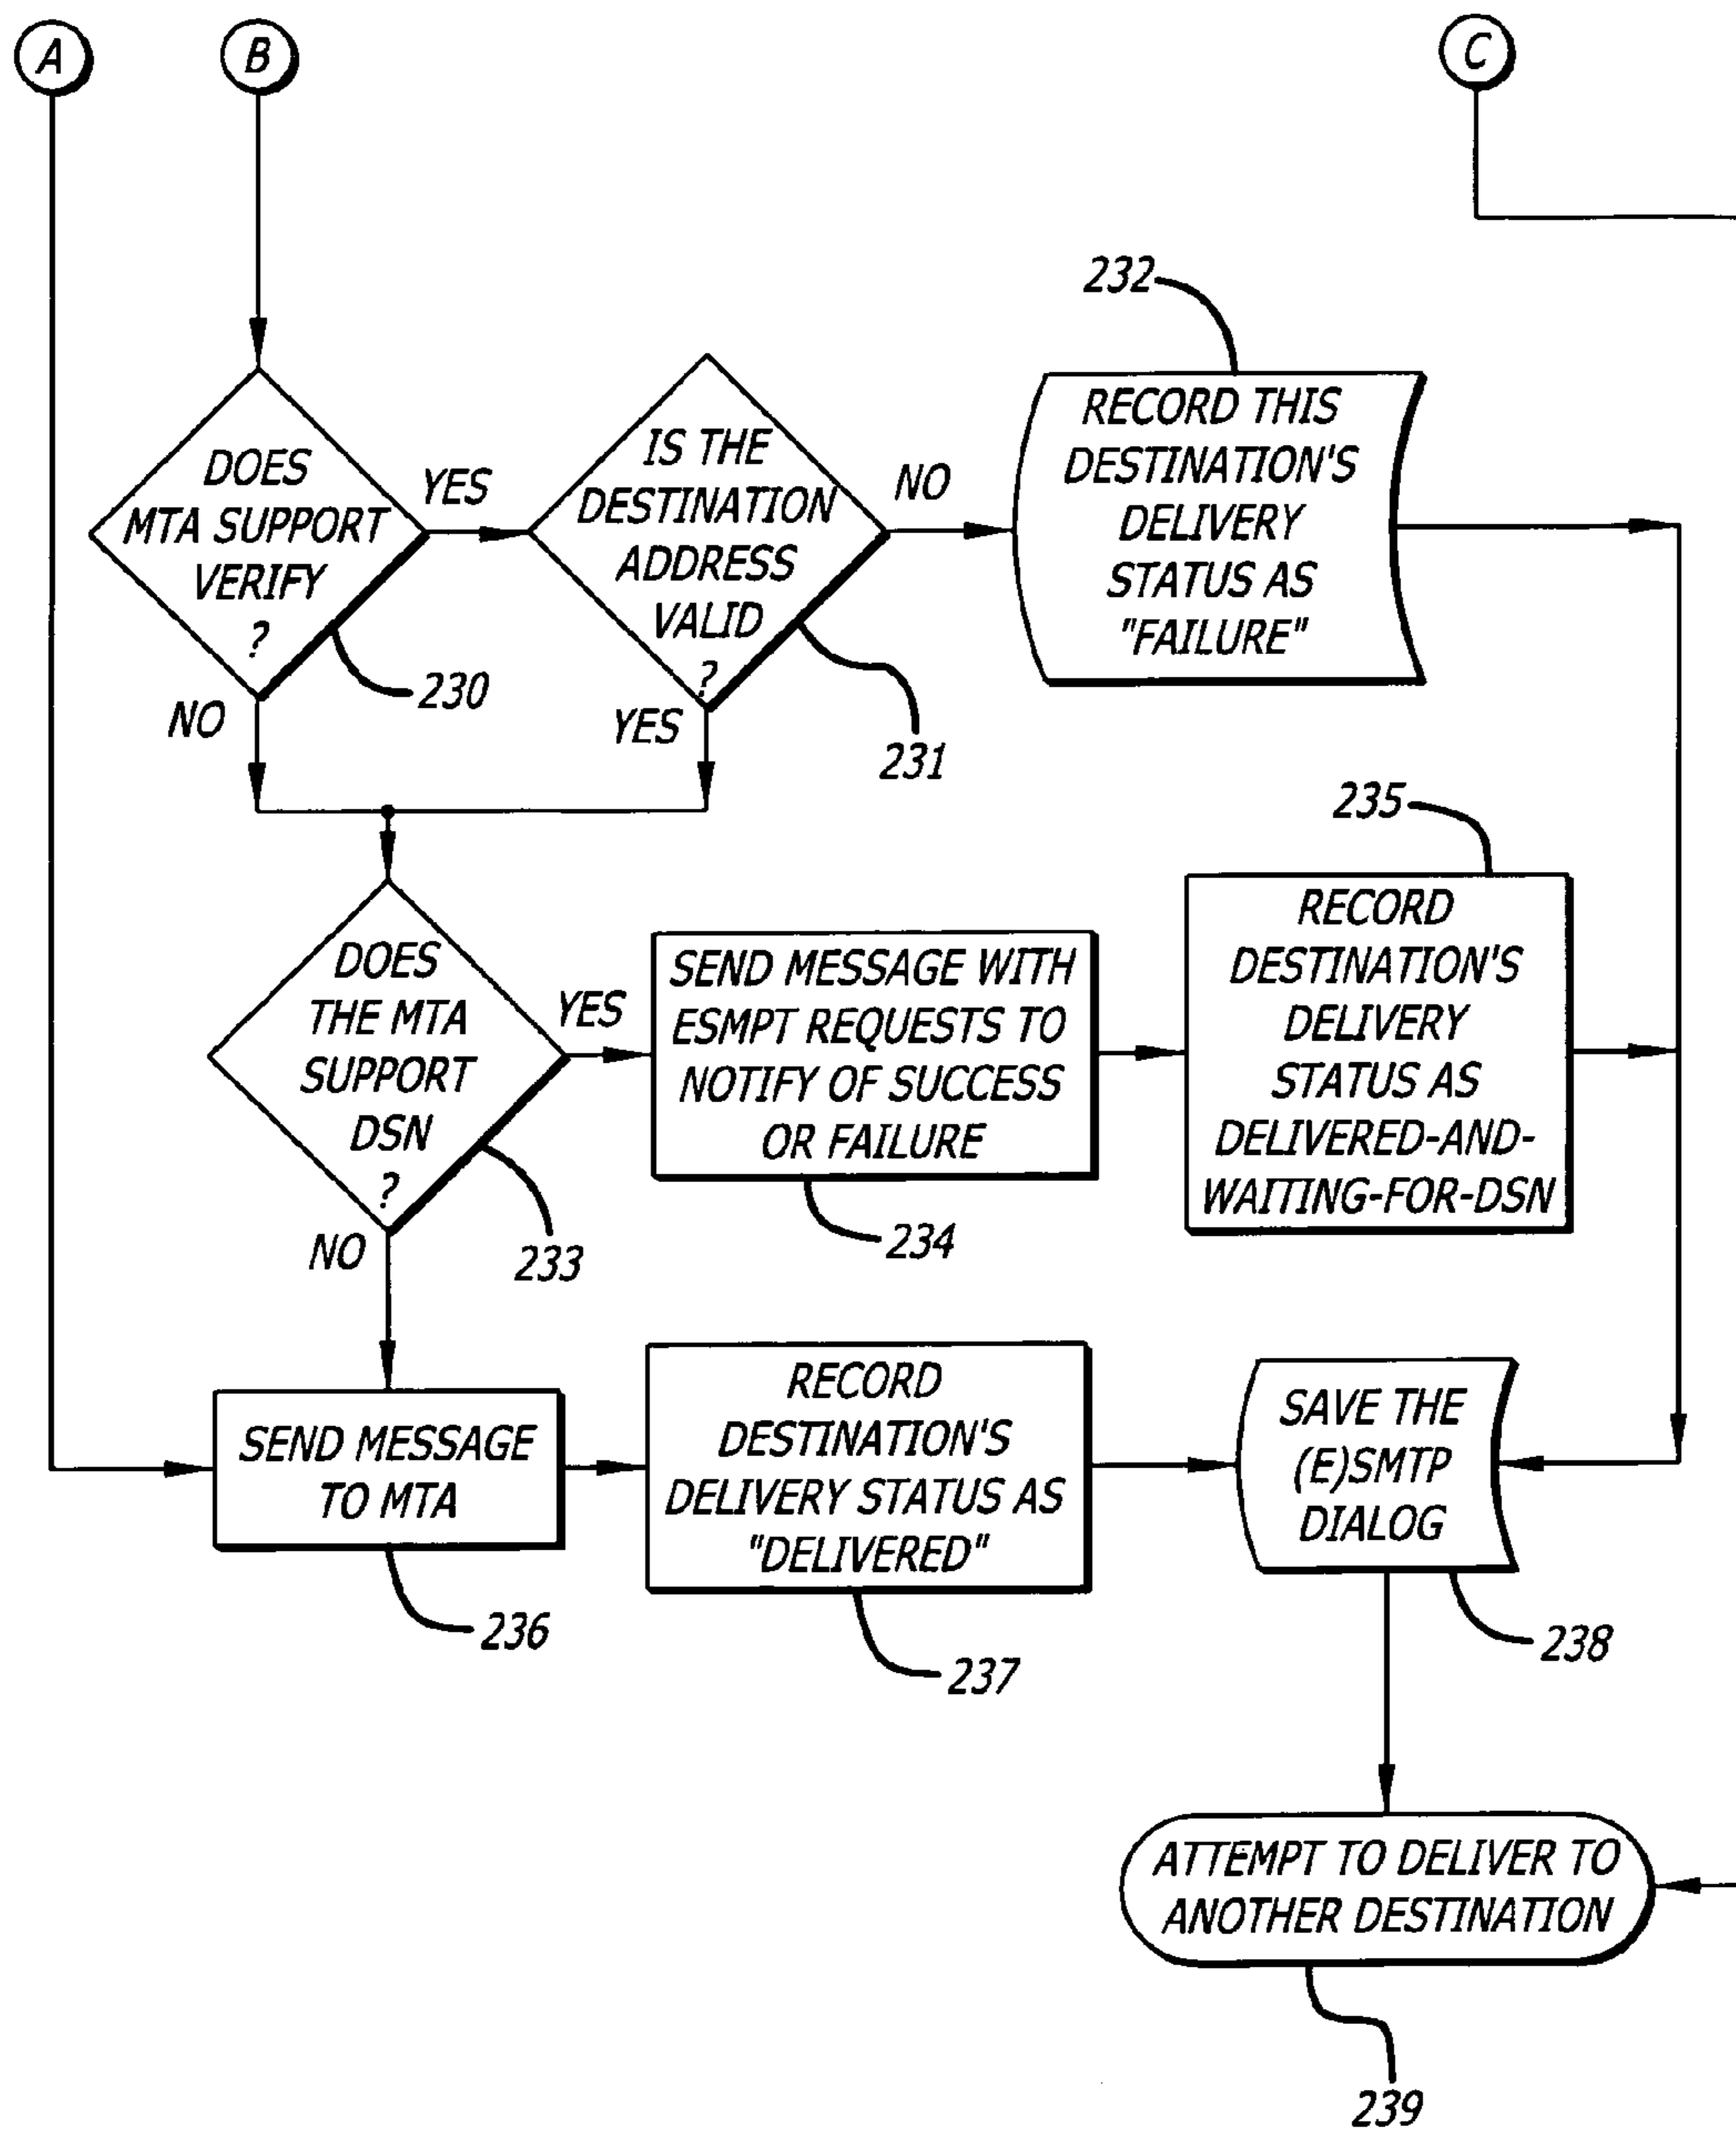 A
B
C
232
DOES
MTA SUPPORT
VERIFY
?
230
YES
NO
IS THE
DESTINATION
ADDRESS
VALID
?
231
NO
YES
RECORD THIS
DESTINATION'S
DELIVERY
STATUS AS
"FAILURE"
DOES
THE MTA
SUPPORT
DSN
?
233
YES
NO
SEND MESSAGE WITH
ESMPT REQUESTS TO
NOTIFY OF SUCCESS
OR FAILURE
234
235
RECORD
DESTINATION'S
DELIVERY
STATUS AS
DELIVERED-AND-
WAITING-FOR-DSN
SEND MESSAGE
TO MTA
236
RECORD
DESTINATION'S
DELIVERY STATUS AS
"DELIVERED"
237
SAVE THE
(E)SMTP
DIALOG
238
ATTEMPT TO DELIVER TO
ANOTHER DESTINATION
239